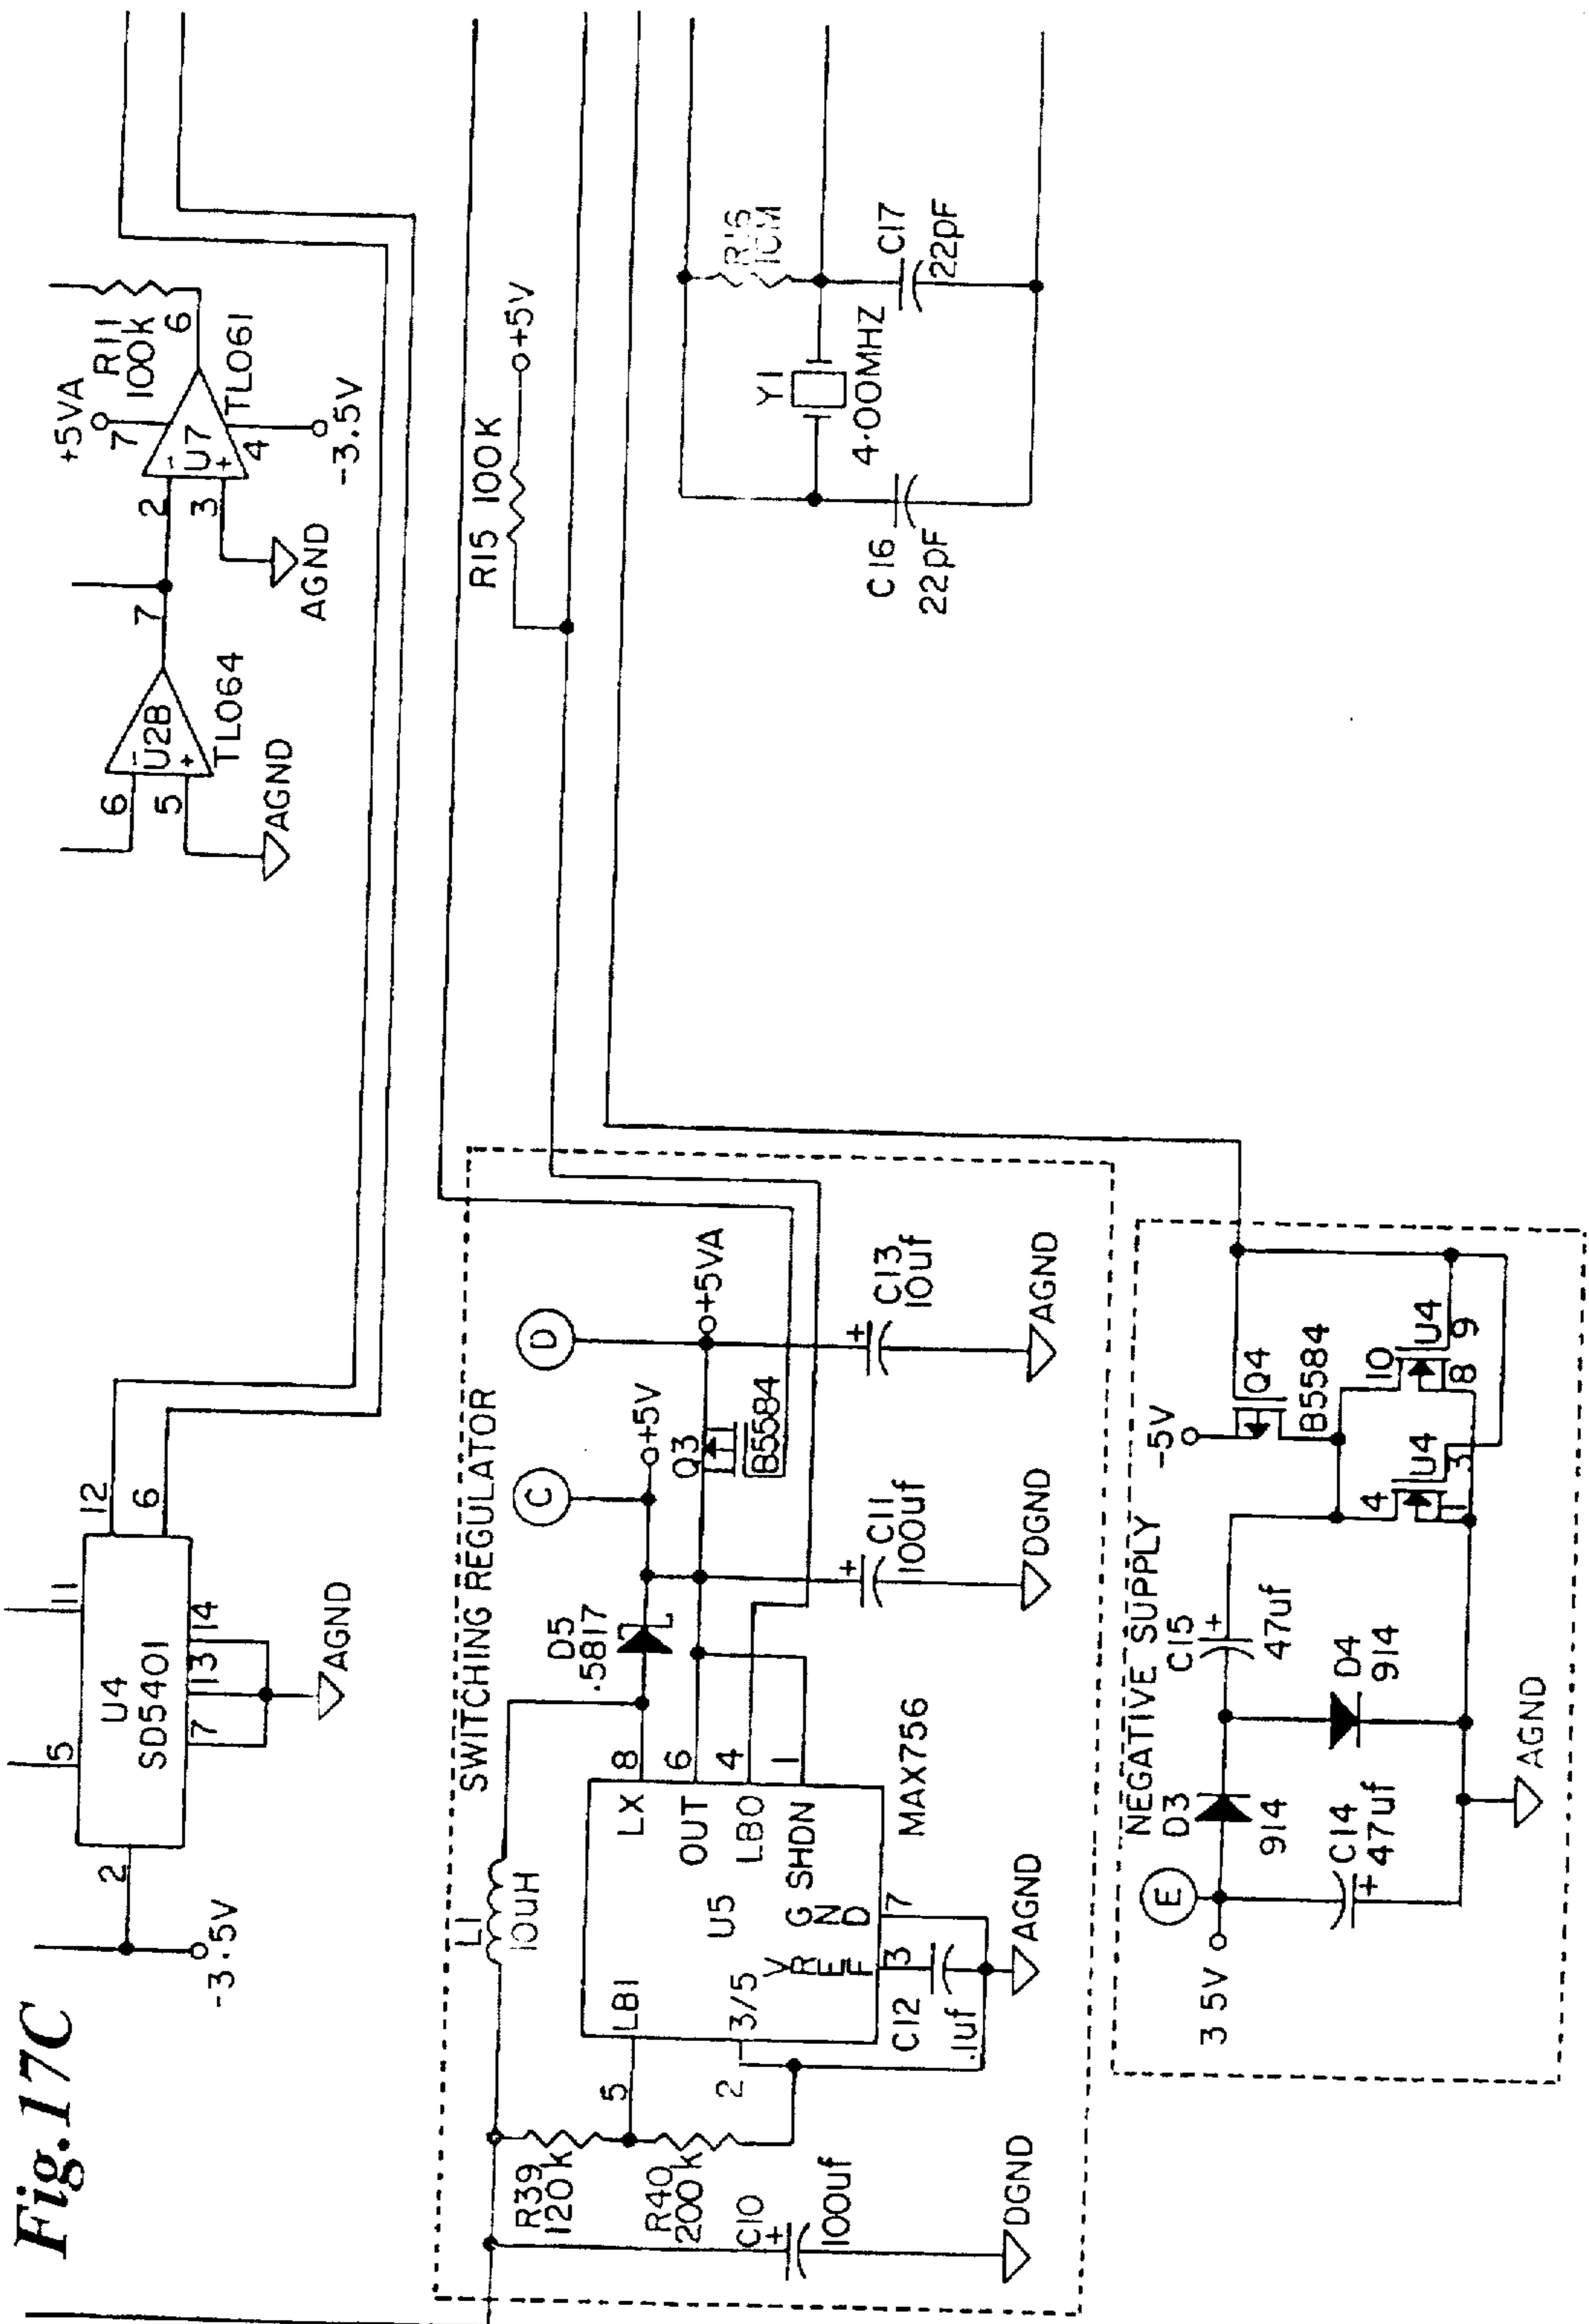 Fig.17C
-3.5V
2
5
11
U4
SD5401
7
13
14
12
6
AGND
6
5
U2B
-
+
7
TL064
AGND
2
3
+5VA
7
U7
-
+
4
TL061
6
R11
100k
-3.5V
AGND
SWITCHING REGULATOR
L1
10uH
R39
120k
R40
200k
C10
+
100uf
DGND
5
2
LBI
3/5
U5
VREF
GND
LX
OUT
LBO
SHDN
8
6
4
1
3
7
MAX756
C12
.1uf
AGND
D5
.5817
C
+5V
Q3
B5584
D
+5VA
C11
+
100uf
DGND
C13
+
10uf
AGND
R15 100K
+5V
R16
Y1
4.00MHZ
C16
22pF
C17
22pF
NEGATIVE SUPPLY
E
3 5V
D3
914
C14
+
47uf
D4
914
C15
+
47uf
-5V
Q4
B5584
4
U4
3
1
10
U4
9
8
AGND